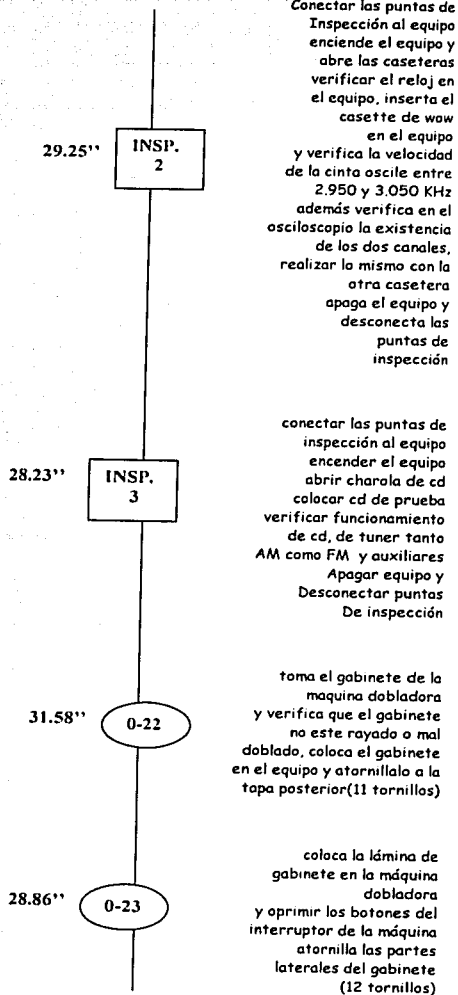 Conectar las puntas de
Inspección al equipo
enciende el equipo y
abre las caseteras
verificar el reloj en
el equipo, inserta el
casette de wow
en el equipo
y verifica la velocidad
de la cinta oscile entre
2.950 y 3.050 KHz
además verifica en el
osciloscopio la existencia
de los dos canales,
realizar lo mismo con la
otra casetera
apaga el equipo y
desconecta las
puntas de
inspección
29.25''
INSP.
2
conectar las puntas de
inspección al equipo
encender el equipo
abrir charola de cd
colocar cd de prueba
verificar funcionamiento
de cd, de tuner tanto
AM como FM y auxiliares
Apagar equipo y
Desconectar puntas
De inspección
28.23''
INSP.
3
toma el gabinete de la
maquina dobladora
y verifica que el gabinete
no este rayado o mal
doblado, coloca el gabinete
en el equipo y atornillalo a la
tapa posterior(11 tornillos)
31.58''
0-22
coloca la lámina de
gabinete en la máquina
dobladora
y oprimir los botones del
interruptor de la máquina
atornilla las partes
laterales del gabinete
(12 tornillos)
28.86''
0-23